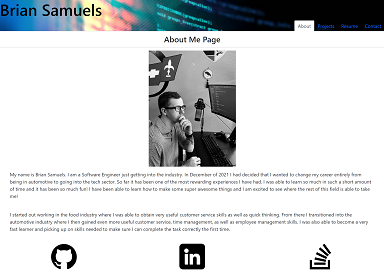 Brian Samuels
About Projects Resume Contact
About Me Page
My name is Brian Samuels, I am a Software Engineer just getting into the industry. In December of 2021 I had decided that I wanted to change my career entirely from
being in automotive to going into the tech sector. So far it has been one of the most rewarding experiences I have had. I was able to learn so much in such a short amount
of time and it has been so much fun! I have been able to learn how to make some super awesome things and I am excited to see where the rest of this field is able to take
me!
I started out working in the food industry where I was able to obtain very useful customer service skills as well as quick thinking. From there I transitioned into the
automotive industry where I then gained even more useful customer service, time management, as well as employee management skills. I was also able to become a very
fast learner and picking up on skills needed to make sure I can complete the task correctly the first time.
in